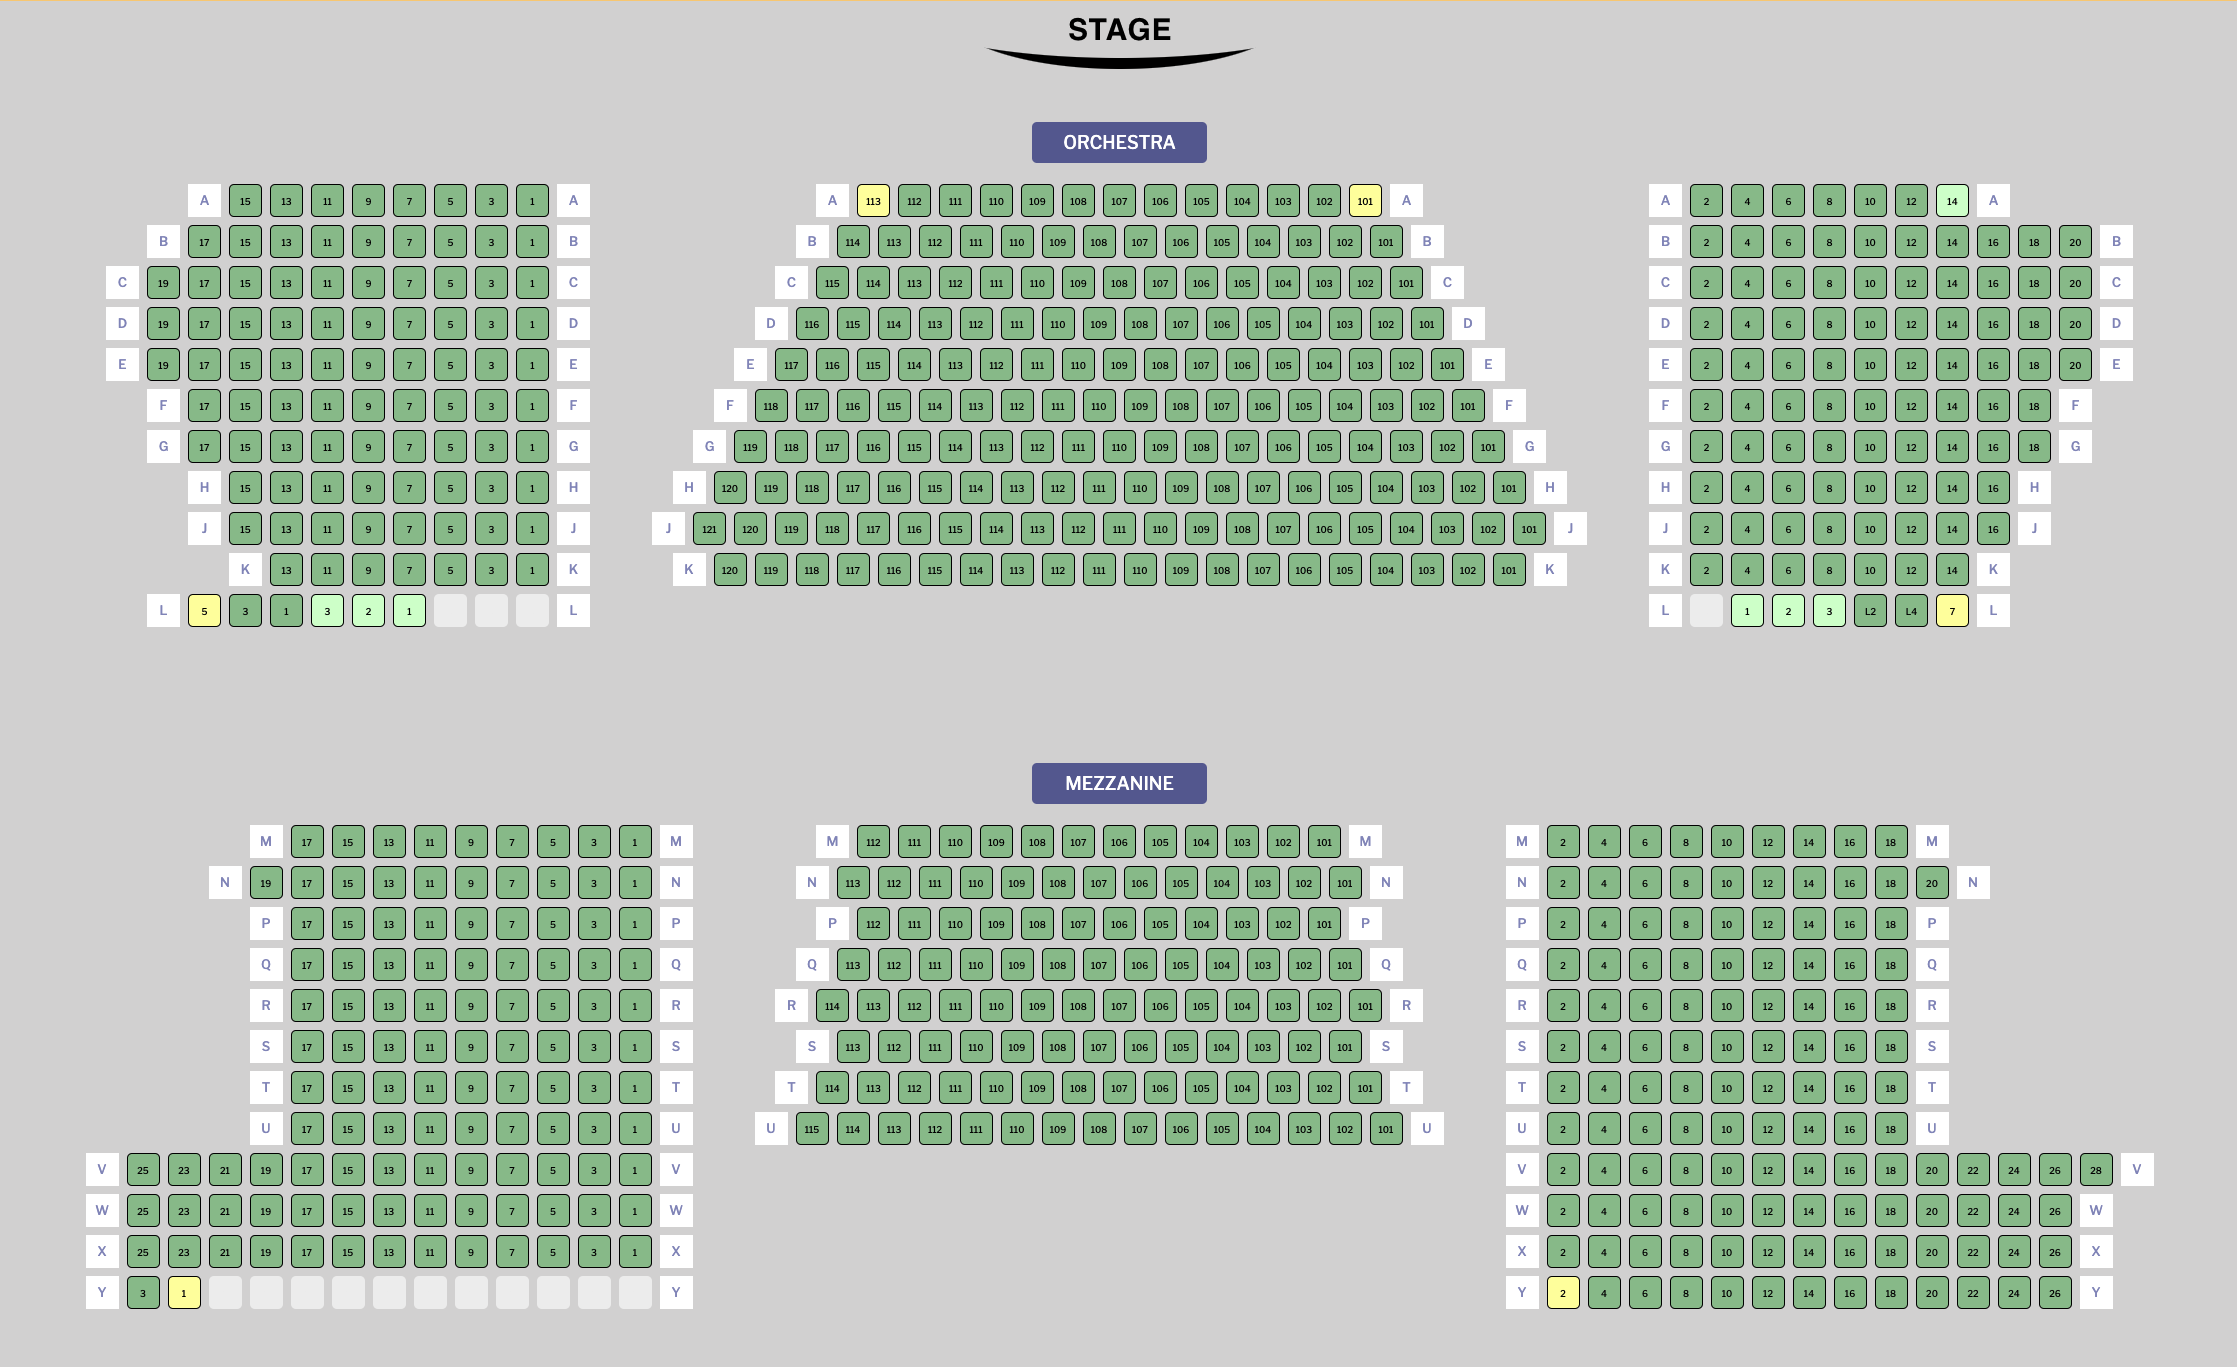 STAGE
ORCHESTRA
A 15 13 11 9 7 5 3 1 A A 113 112 111 110 109 108 107 106 105 104 103 102 101 A A 2 4 6 8 10 12 14 A
B 17 15 13 11 9 7 5 3 1 B B 114 113 112 111 110 109 108 107 106 105 104 103 102 101 B B 2 4 6 8 10 12 14 16 18 20 B
C 19 17 15 13 11 9 7 5 3 1 C C 115 114 113 112 111 110 109 108 107 106 105 104 103 102 101 C C 2 4 6 8 10 12 14 16 18 20 C
D 19 17 15 13 11 9 7 5 3 1 D D 116 115 114 113 112 111 110 109 108 107 106 105 104 103 102 101 D D 2 4 6 8 10 12 14 16 18 20 D
E 19 17 15 13 11 9 7 5 3 1 E E 117 116 115 114 113 112 111 110 109 108 107 106 105 104 103 102 101 E E 2 4 6 8 10 12 14 16 18 20 E
F 17 15 13 11 9 7 5 3 1 F F 118 117 116 115 114 113 112 111 110 109 108 107 106 105 104 103 102 101 F F 2 4 6 8 10 12 14 16 18 F
G 17 15 13 11 9 7 5 3 1 G G 119 118 117 116 115 114 113 112 111 110 109 108 107 106 105 104 103 102 101 G G 2 4 6 8 10 12 14 16 18 G
H 15 13 11 9 7 5 3 1 H H 120 119 118 117 116 115 114 113 112 111 110 109 108 107 106 105 104 103 102 101 H H 2 4 6 8 10 12 14 16 H
J 15 13 11 9 7 5 3 1 J J 121 120 119 118 117 116 115 114 113 112 111 110 109 108 107 106 105 104 103 102 101 J J 2 4 6 8 10 12 14 16 J
K 13 11 9 7 5 3 1 K K 120 119 118 117 116 115 114 113 112 111 110 109 108 107 106 105 104 103 102 101 K K 2 4 6 8 10 12 14 K
L 5 3 1 3 2 1 L L 1 2 3 L2 L4 7 L
MEZZANINE
M 17 15 13 11 9 7 5 3 1 M M 112 111 110 109 108 107 106 105 104 103 102 101 M M 2 4 6 8 10 12 14 16 18 M
N 19 17 15 13 11 9 7 5 3 1 N N 113 112 111 110 109 108 107 106 105 104 103 102 101 N N 2 4 6 8 10 12 14 16 18 20 N
P 17 15 13 11 9 7 5 3 1 P P 112 111 110 109 108 107 106 105 104 103 102 101 P P 2 4 6 8 10 12 14 16 18 P
Q 17 15 13 11 9 7 5 3 1 Q Q 113 112 111 110 109 108 107 106 105 104 103 102 101 Q Q 2 4 6 8 10 12 14 16 18 Q
R 17 15 13 11 9 7 5 3 1 R R 114 113 112 111 110 109 108 107 106 105 104 103 102 101 R R 2 4 6 8 10 12 14 16 18 R
S 17 15 13 11 9 7 5 3 1 S S 113 112 111 110 109 108 107 106 105 104 103 102 101 S S 2 4 6 8 10 12 14 16 18 S
T 17 15 13 11 9 7 5 3 1 T T 114 113 112 111 110 109 108 107 106 105 104 103 102 101 T T 2 4 6 8 10 12 14 16 18 T
U 17 15 13 11 9 7 5 3 1 U U 115 114 113 112 111 110 109 108 107 106 105 104 103 102 101 U U 2 4 6 8 10 12 14 16 18 U
V 25 23 21 19 17 15 13 11 9 7 5 3 1 V V 2 4 6 8 10 12 14 16 18 20 22 24 26 28 V
W 25 23 21 19 17 15 13 11 9 7 5 3 1 W W 2 4 6 8 10 12 14 16 18 20 22 24 26 W
X 25 23 21 19 17 15 13 11 9 7 5 3 1 X X 2 4 6 8 10 12 14 16 18 20 22 24 26 X
Y 3 1 Y Y 2 4 6 8 10 12 14 16 18 20 22 24 26 Y